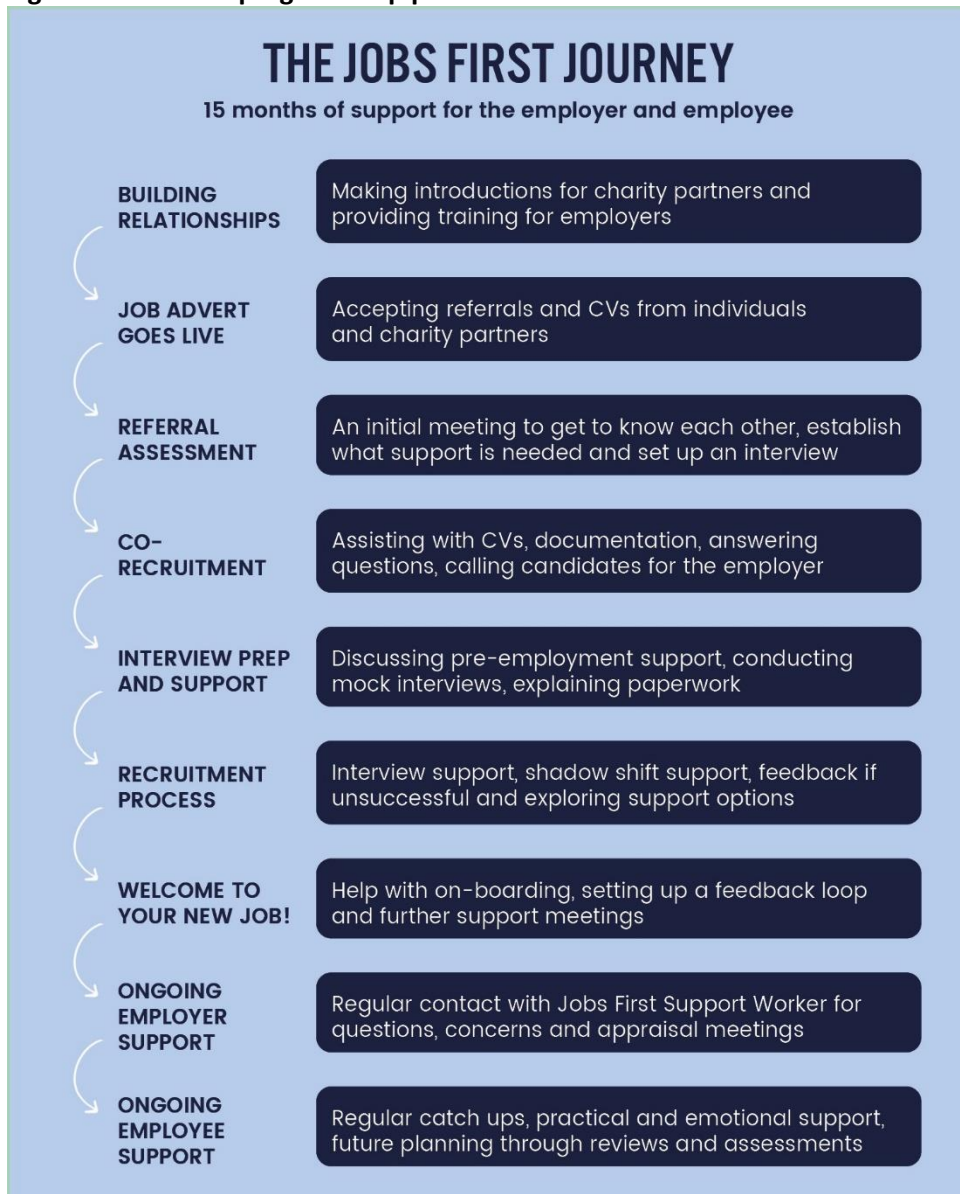 THE JOBS FIRST JOURNEY
15 months of support for the employer and employee
BUILDING
RELATIONSHIPS
Making introductions for charity partners and
providing training for employers
JOB ADVERT
GOES LIVE
Accepting referrals and CVs from individuals
and charity partners
REFERRAL
ASSESSMENT
An initial meeting to get to know each other, establish
what support is needed and set up an interview
CO-
RECRUITMENT
Assisting with CVs, documentation, answering
questions, calling candidates for the employer
INTERVIEW PREP
AND SUPPORT
Discussing pre-employment support, conducting
mock interviews, explaining paperwork
RECRUITMENT
PROCESS
Interview support, shadow shift support, feedback if
unsuccessful and exploring support options
WELCOME TO
YOUR NEW JOB!
Help with on-boarding, setting up a feedback loop
and further support meetings
ONGOING
EMPLOYER
SUPPORT
Regular contact with Jobs First Support Worker for
questions, concerns and appraisal meetings
ONGOING
EMPLOYEE
SUPPORT
Regular catch ups, practical and emotional support,
future planning through reviews and assessments